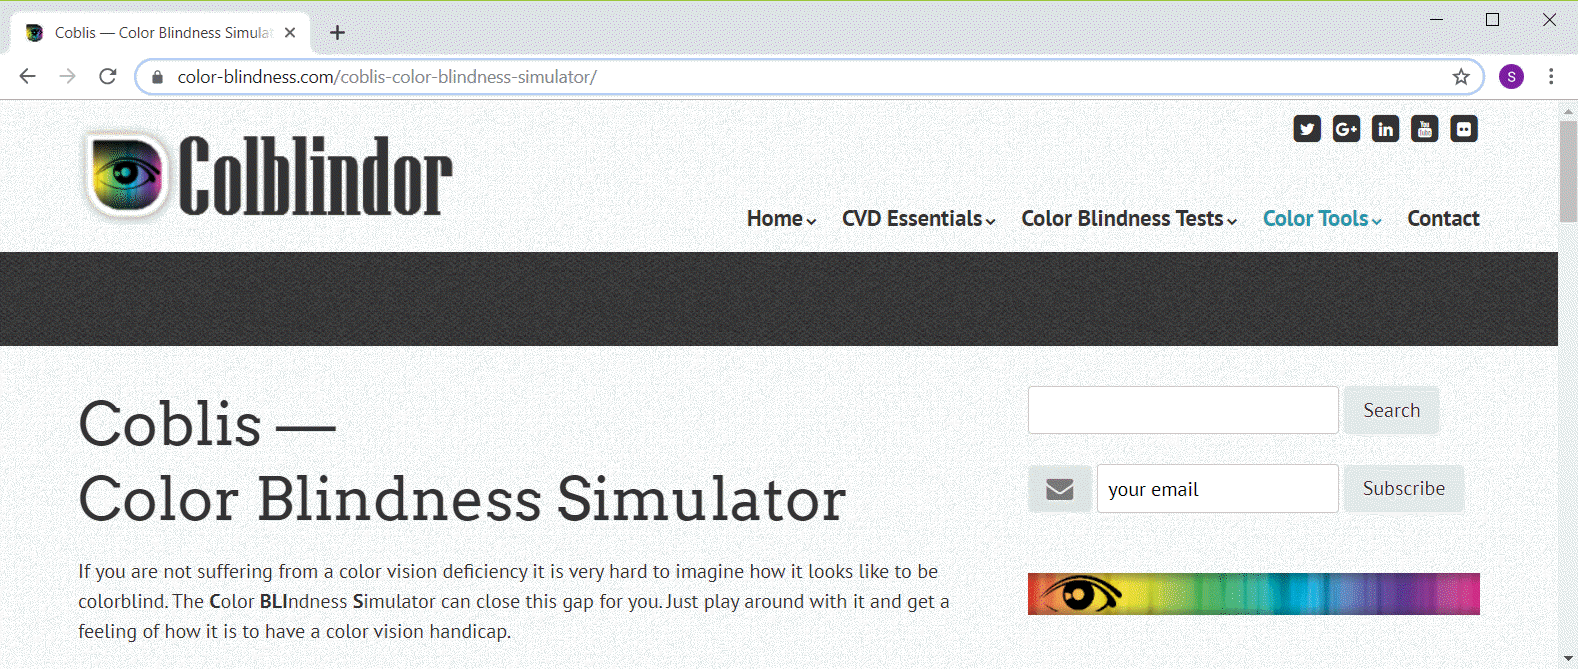 Coblis — Color Blindness Simulat
color-blindness.com/coblis-color-blindness-simulator/
S
Colblindor
G+ in You Tube
Home CVD Essentials Color Blindness Tests Color Tools Contact
Coblis —
Color Blindness Simulator
Search
your email Subscribe
If you are not suffering from a color vision deficiency it is very hard to imagine how it looks like to be
colorblind. The Color BLIndness Simulator can close this gap for you. Just play around with it and get a
feeling of how it is to have a color vision handicap.